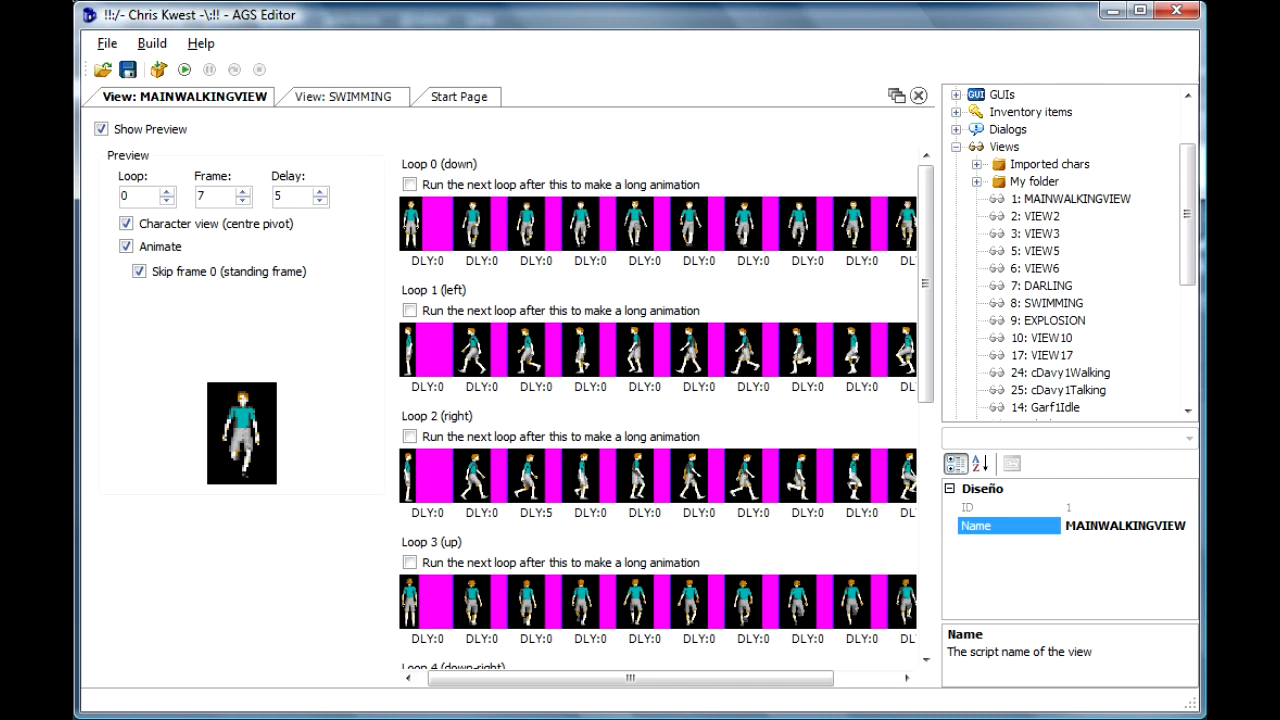 !!:/- Chris Kwest -\:!! - AGS Editor
File Build Help
View: MAINWALKINGVIEW View: SWIMMING Start Page
Show Preview
Preview
Loop: Frame: Delay:
0 7 5
Character view (centre pivot)
Animate
Skip frame 0 (standing frame)
Loop 0 (down)
Run the next loop after this to make a long animation
DLY:0 DLY:0 DLY:0 DLY:0 DLY:0 DLY:0 DLY:0 DLY:0 DLY:0 DL
Loop 1 (left)
Run the next loop after this to make a long animation
DLY:0 DLY:0 DLY:0 DLY:0 DLY:0 DLY:0 DLY:0 DLY:0 DLY:0 DL
Loop 2 (right)
Run the next loop after this to make a long animation
DLY:0 DLY:5 DLY:0 DLY:0 DLY:0 DLY:0 DLY:0 DLY:0 DLY:0 DL
Loop 3 (up)
Run the next loop after this to make a long animation
DLY:0 DLY:0 DLY:0 DLY:0 DLY:0 DLY:0 DLY:0 DLY:0 DLY:0 DL
Loop 4 (down-right)
GUI GUIs
Inventory items
Dialogs
Views
Imported chars
My folder
1: MAINWALKINGVIEW
2: VIEW2
3: VIEW3
5: VIEW5
6: VIEW6
7: DARLING
8: SWIMMING
9: EXPLOSION
10: VIEW10
17: VIEW17
24: cDavy1Walking
25: cDavy1Talking
14: Garf1Idle
AZ
Diseño
ID 1
Name MAINWALKINGVIEW
Name
The script name of the view